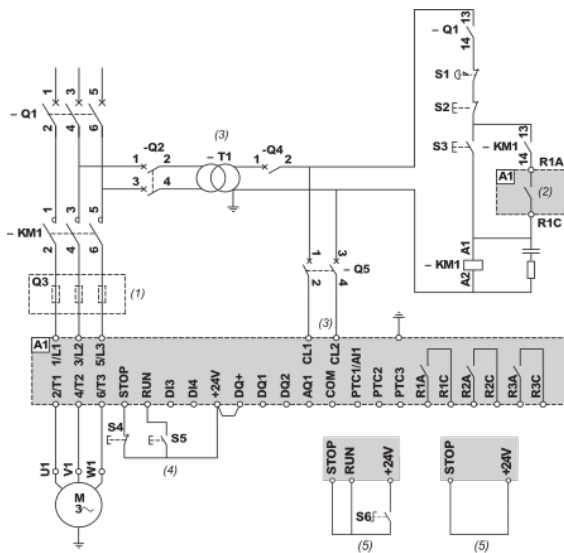 13
– Q1
14
S1
S2
S3
– KM1
13
14
R1A
A1
(2)
R1C
– KM1
A1
A2
1
3
5
– Q1
2
4
6
-Q2
1
2
3
4
(3)
– T1
-Q4
1
2
1
3
5
– KM1
2
4
6
Q3
(1)
1
3
– Q5
2
4
(3)
A1
1/L1
3/L2
5/L3
CL1
CL2
2/T1
4/T2
6/T3
STOP
RUN
DI3
DI4
+24V
DQ+
DQ1
DQ2
AQ1
COM
PTC1/AI1
PTC2
PTC3
R1A
R1C
R2A
R2C
R3A
R3C
S4
S5
(4)
U1
V1
W1
M
3
STOP
RUN
+24V
S6
(5)
STOP
+24V
(5)